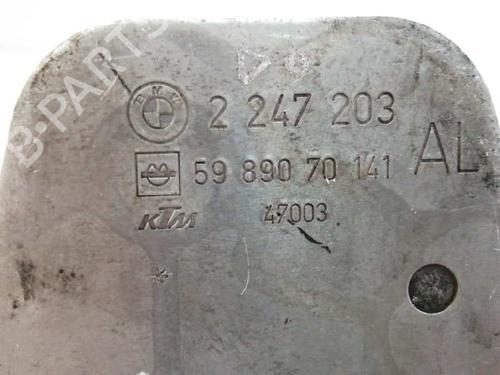 B-PARTS
BMW 2 247 203
59 890 70 141 AL
KTM 47003